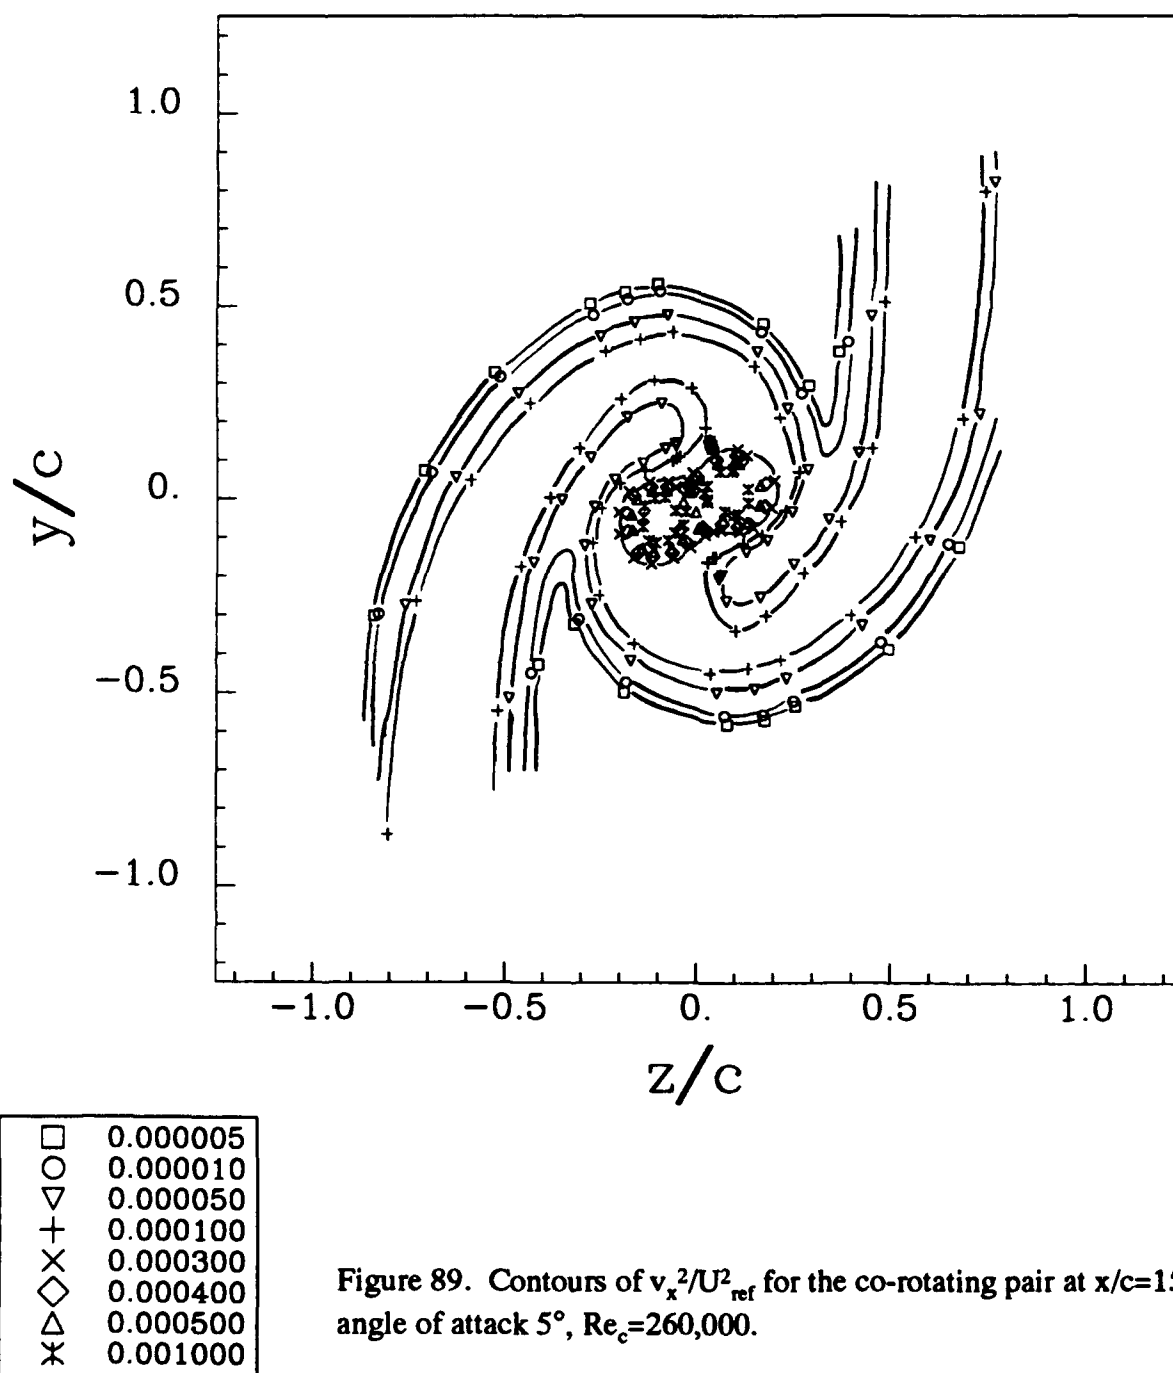 1.0
0.5
0.
-0.5
-1.0
y/c
-1.0 -0.5 0. 0.5 1.0
z/c
0.000005
0.000010
0.000050
0.000100
0.000300
0.000400
0.000500
0.001000
Figure 89. Contours of vₓ²/U²ref for the co-rotating pair at
angle of attack 5°, Rec=260,000.